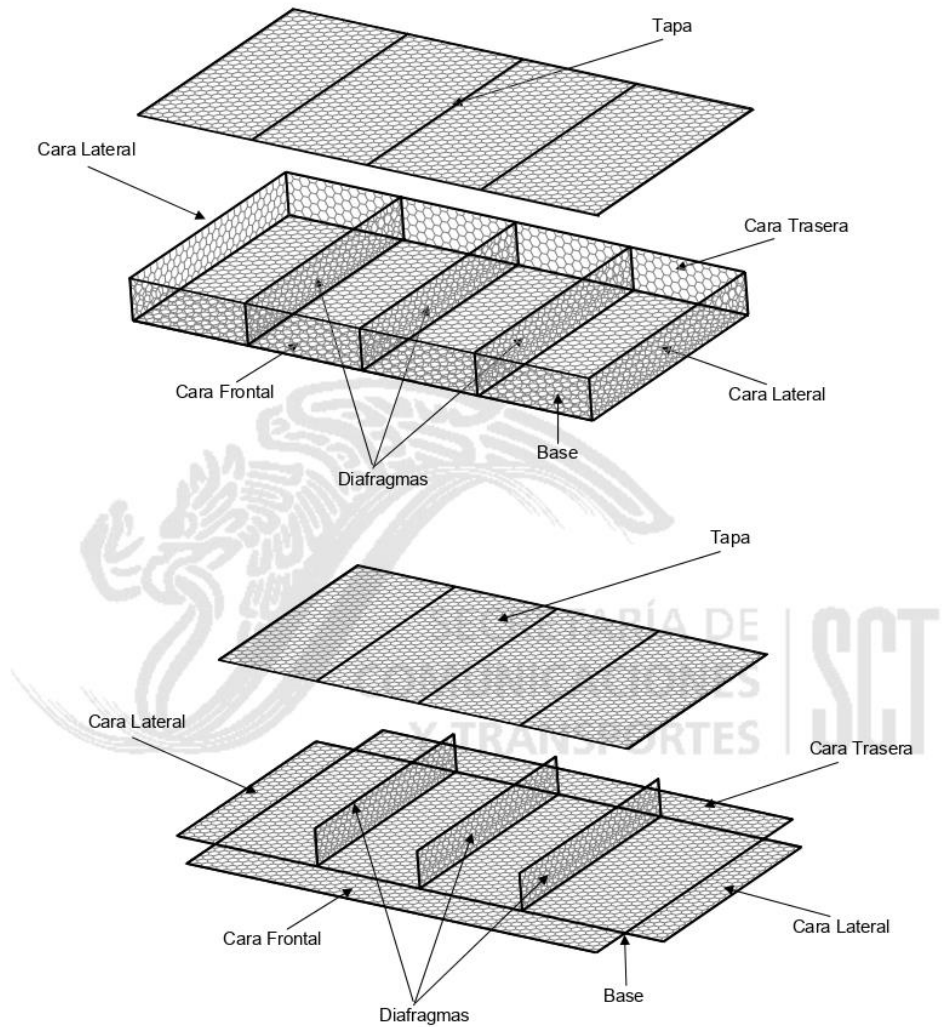 Tapa
Cara Lateral
Cara Trasera
Cara Frontal
Cara Lateral
Base
Diafragmas
Tapa
SECRETARÍA DE
COMUNICACIONES
Y TRANSPORTES
SCT
Cara Lateral
Cara Trasera
Cara Lateral
Cara Frontal
Base
Diafragmas